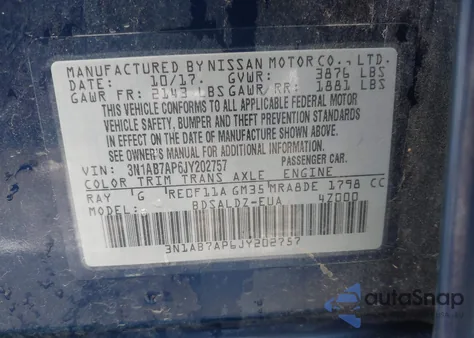 MANUFACTURED BY NISSAN MOTOR CO., LTD.
DATE: 10/17. GVWR: 3876 LBS
GAWR FR: 2143 LBS GAWR/RR: 1881 LBS
THIS VEHICLE CONFORMS TO ALL APPLICABLE FEDERAL MOTOR
VEHICLE SAFETY, BUMPER AND THEFT PREVENTION STANDARDS
IN EFFECT ON THE DATE OF MANUFACTURE SHOWN ABOVE.
SEE OWNER'S MANUAL FOR ADDITIONAL INFORMATION.
VIN: 3N1AB7AP6JY202757 PASSENGER CAR.
COLOR TRIM TRANS AXLE ENGINE
RAY G RE0F11A GM35 MRA8DE 1798 CC
MODEL: BDSALDZ-EUA 4Z000
3N1AB7AP6JY202757
autoSnap